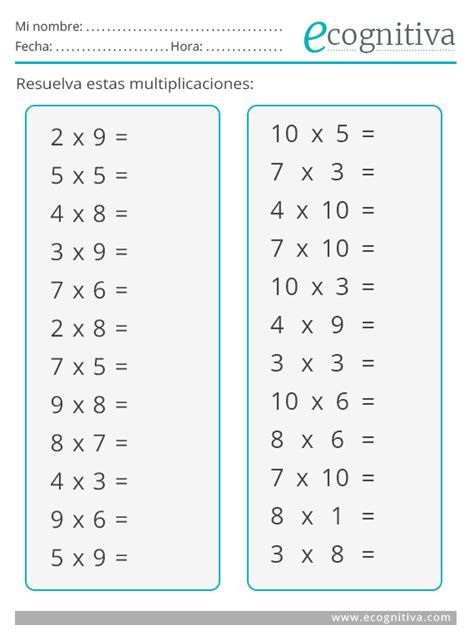 Mi nombre: ....................................
ecognitiva
Fecha: ..................... Hora: ..............
Resuelva estas multiplicaciones:
2 x 9 =
5 x 5 =
4 x 8 =
3 x 9 =
7 x 6 =
2 x 8 =
7 x 5 =
9 x 8 =
8 x 7 =
4 x 3 =
9 x 6 =
5 x 9 =
10 x 5 =
7 x 3 =
4 x 10 =
7 x 10 =
10 x 3 =
4 x 9 =
3 x 3 =
10 x 6 =
8 x 6 =
7 x 10 =
8 x 1 =
3 x 8 =
www.ecognitiva.com